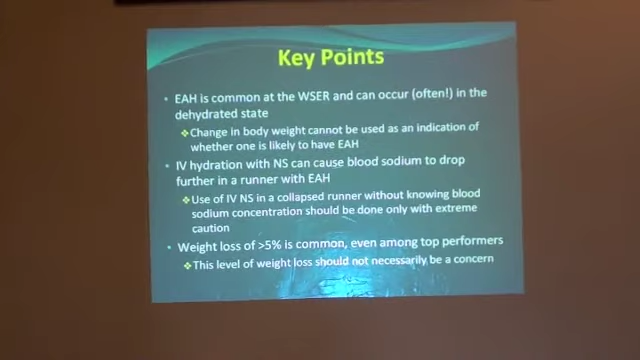 Key Points
• EAH is common at the WSER and can occur (often!) in the
dehydrated state
❖Change in body weight cannot be used as an indication of
whether one is likely to have EAH
• IV hydration with NS can cause blood sodium to drop
further in a runner with EAH
❖Use of IV NS in a collapsed runner without knowing blood
sodium concentration should be done only with extreme
caution
• Weight loss of >5% is common, even among top performers
❖This level of weight loss should not necessarily be a concern